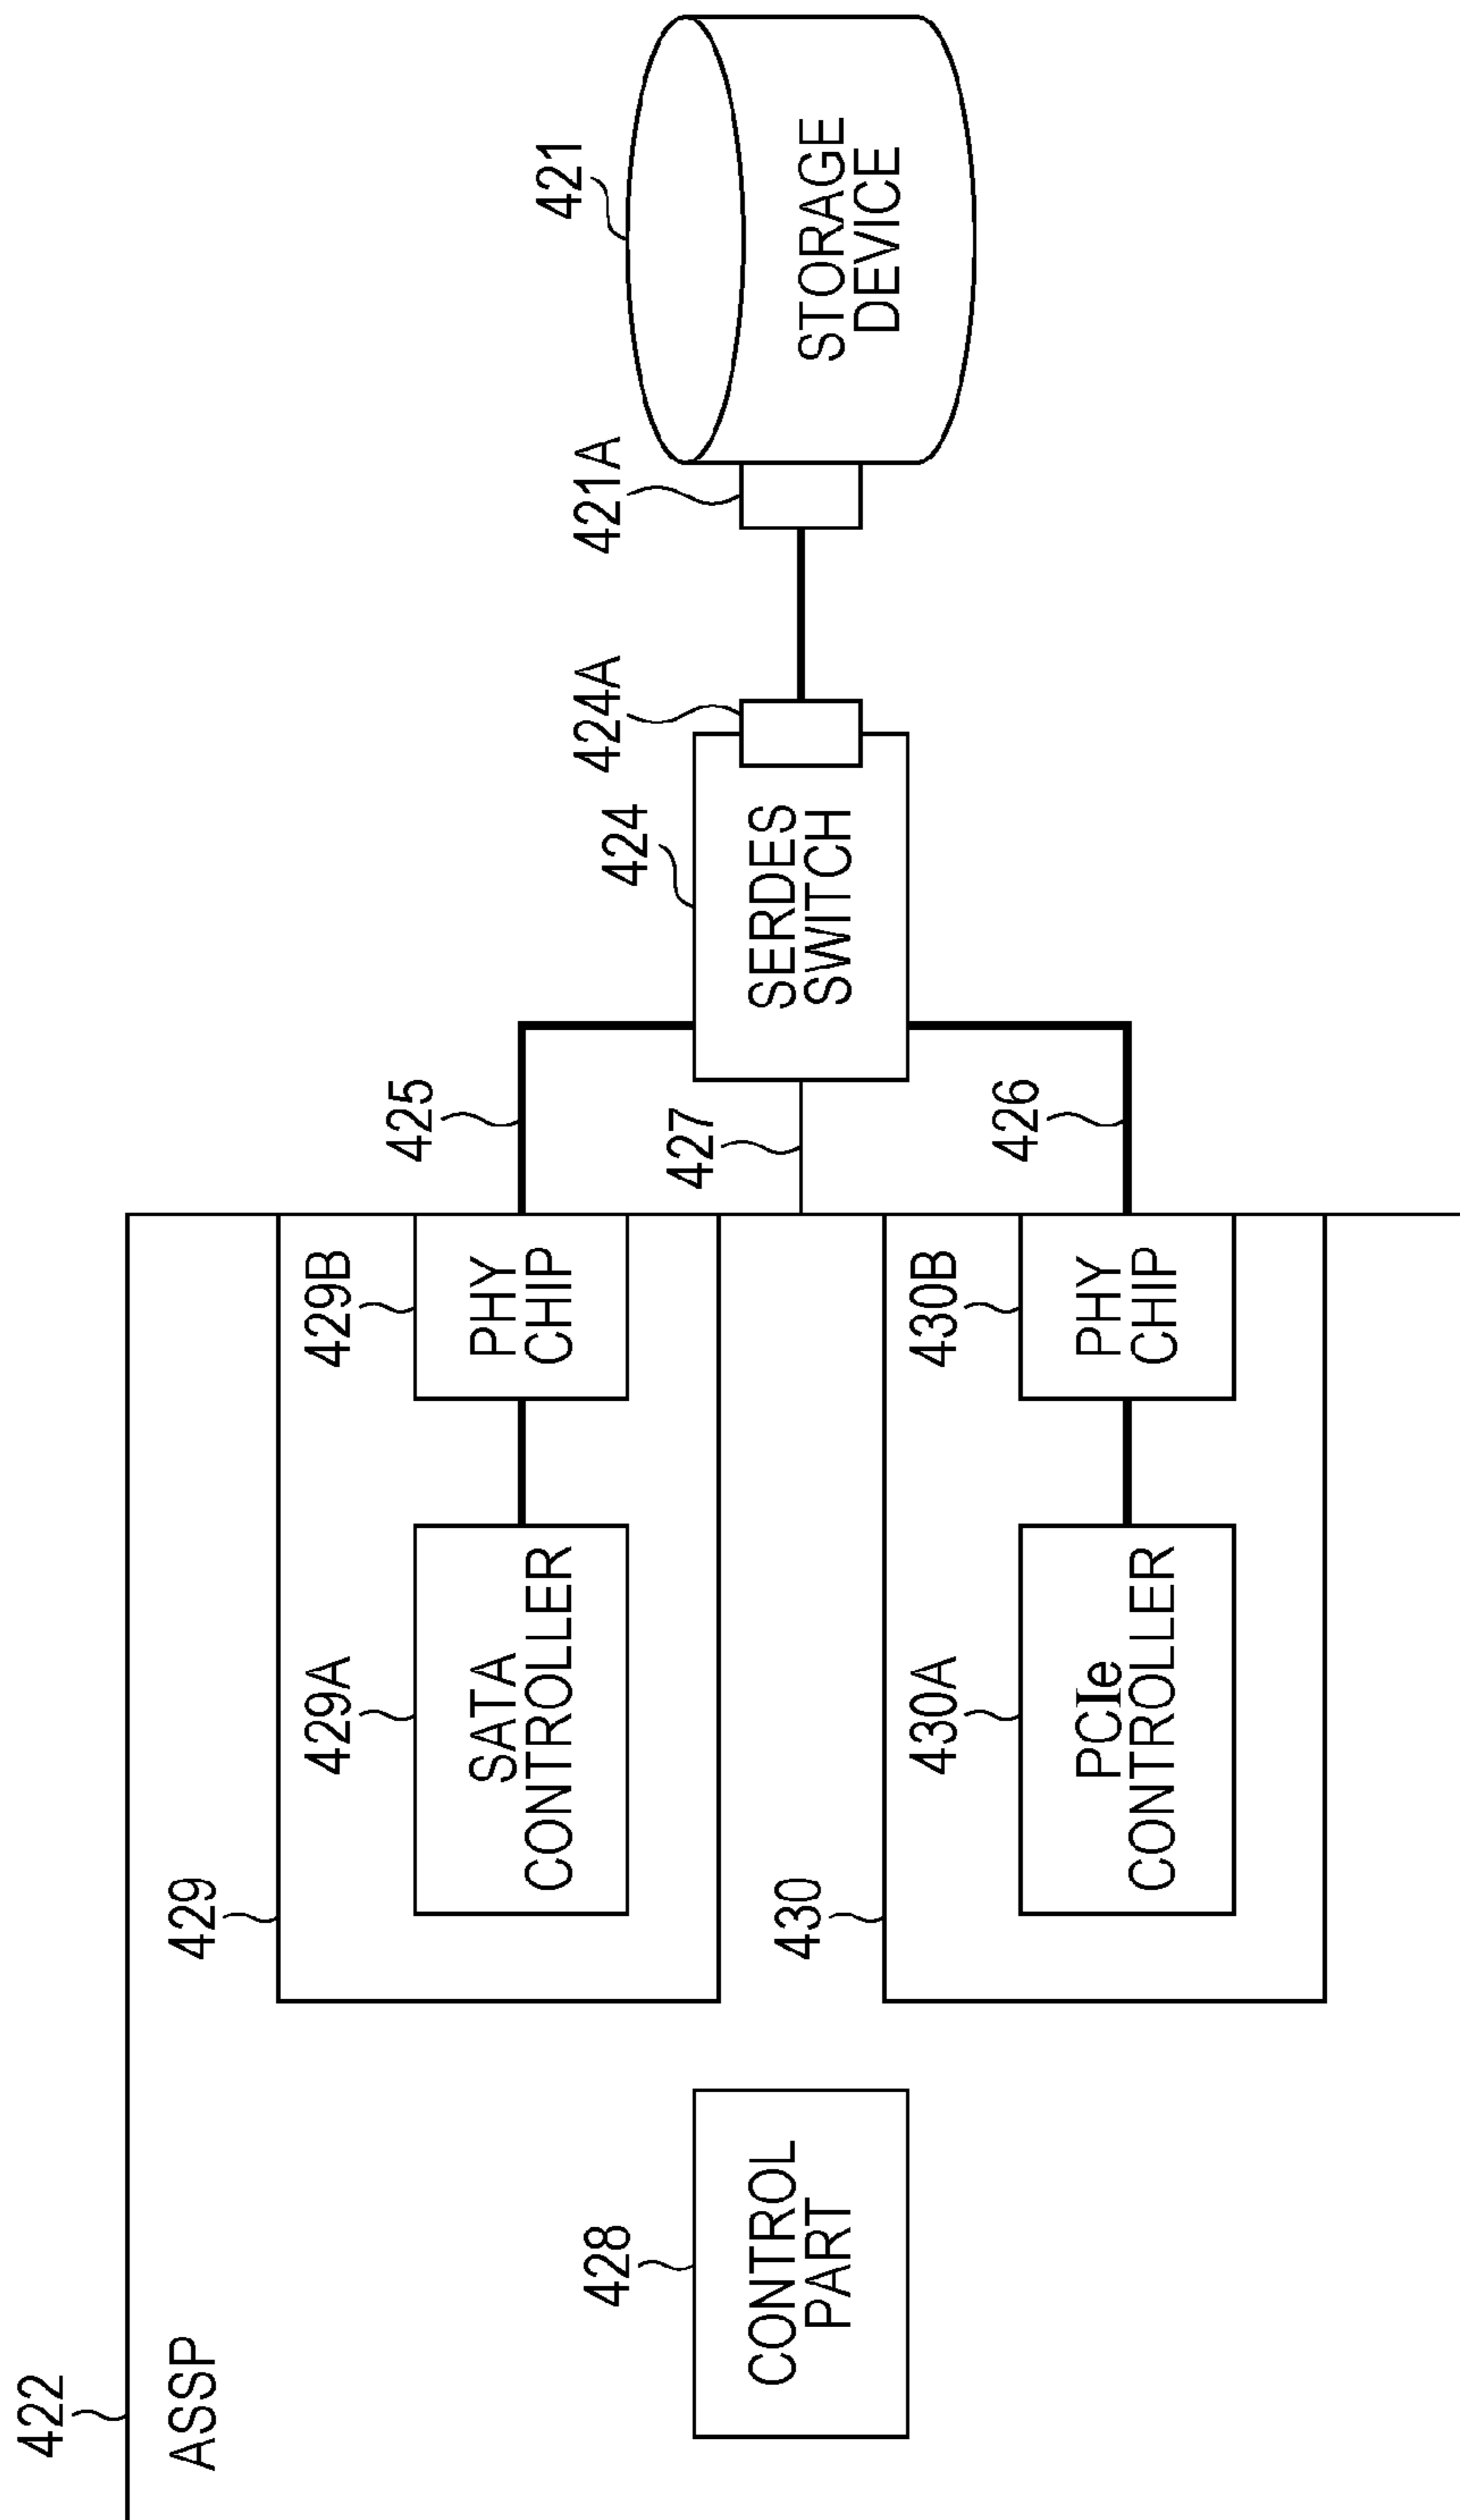 422
ASSP
428
CONTROL
PART
429
429A
SATA
CONTROLLER
429B
PHY
CHIP
430
430A
PCIe
CONTROLLER
430B
PHY
CHIP
425
427
426
424
SERDES
SWITCH
424A
421A
421
STORAGE
DEVICE